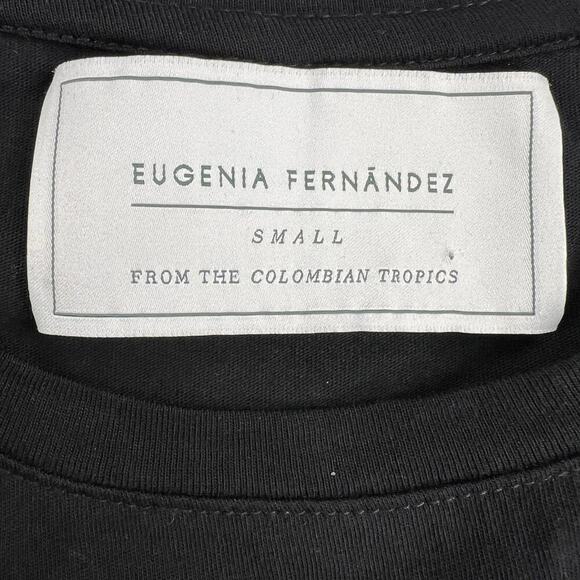 EUGENIA FERNÁNDEZ
SMALL
FROM THE COLOMBIAN TROPICS